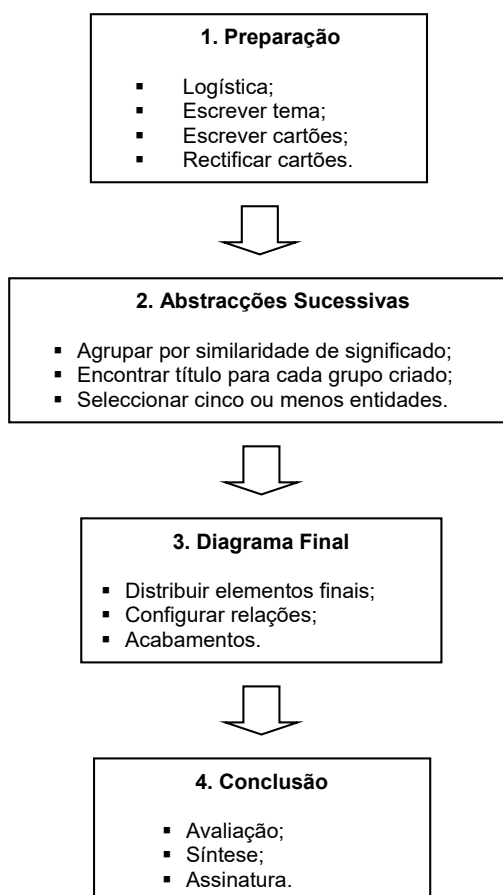 1. Preparação
▪ Logística;
▪ Escrever tema;
▪ Escrever cartões;
▪ Rectificar cartões.
2. Abstracções Sucessivas
▪ Agrupar por similaridade de significado;
▪ Encontrar título para cada grupo criado;
▪ Seleccionar cinco ou menos entidades.
3. Diagrama Final
▪ Distribuir elementos finais;
▪ Configurar relações;
▪ Acabamentos.
4. Conclusão
▪ Avaliação;
▪ Síntese;
▪ Assinatura.